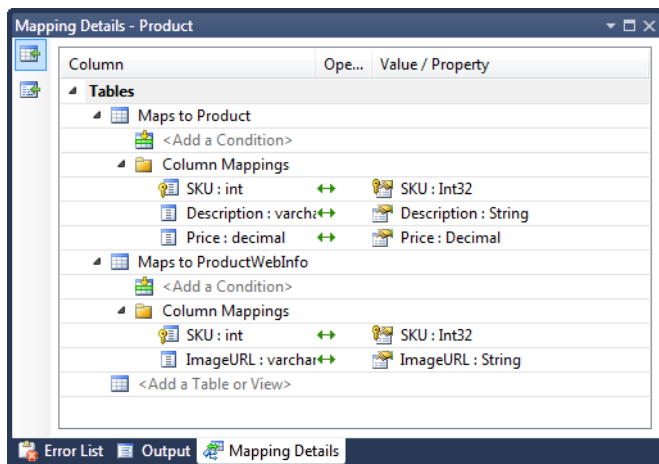 Mapping Details - Product
Column Ope... Value / Property
Tables
Maps to Product
<Add a Condition>
Column Mappings
SKU : int SKU : Int32
Description : varcha Description : String
Price : decimal Price : Decimal
Maps to ProductWebInfo
<Add a Condition>
Column Mappings
SKU : int SKU : Int32
ImageURL : varchar ImageURL : String
<Add a Table or View>
Error List Output Mapping Details